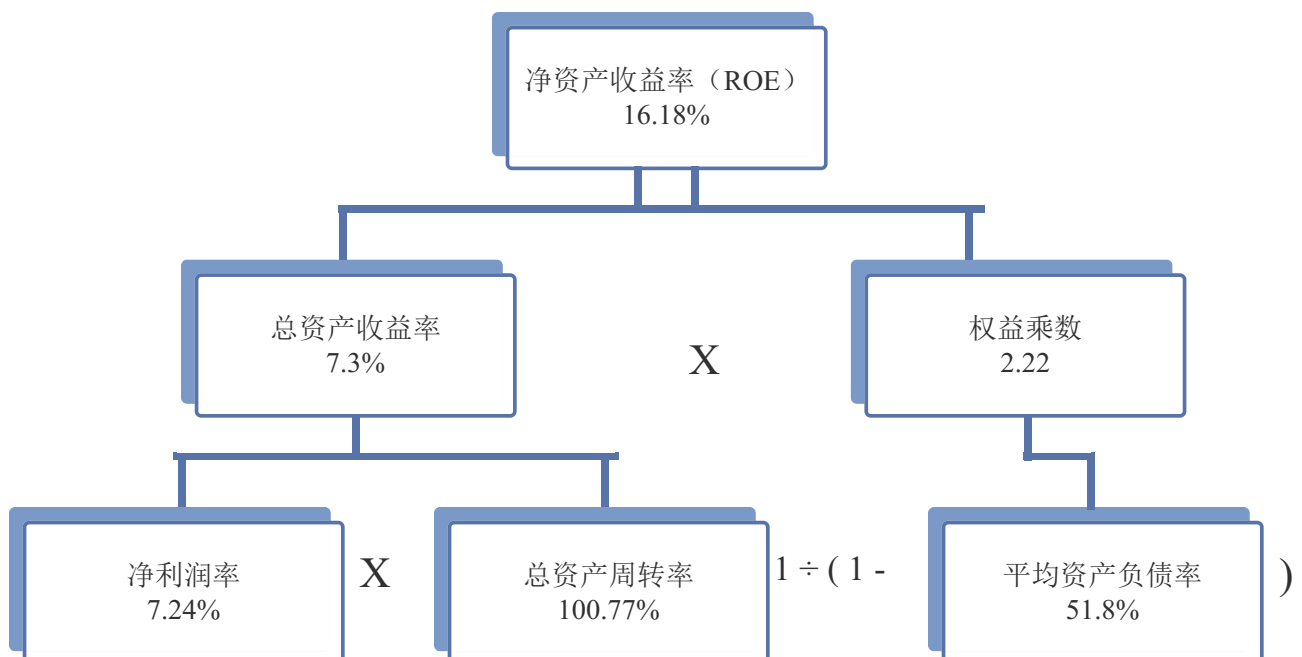 净资产收益率（ROE）
16.18%
总资产收益率
7.3%
X
权益乘数
2.22
净利润率
7.24%
X
总资产周转率
100.77%
1 ÷ ( 1 -
平均资产负债率
51.8%
)